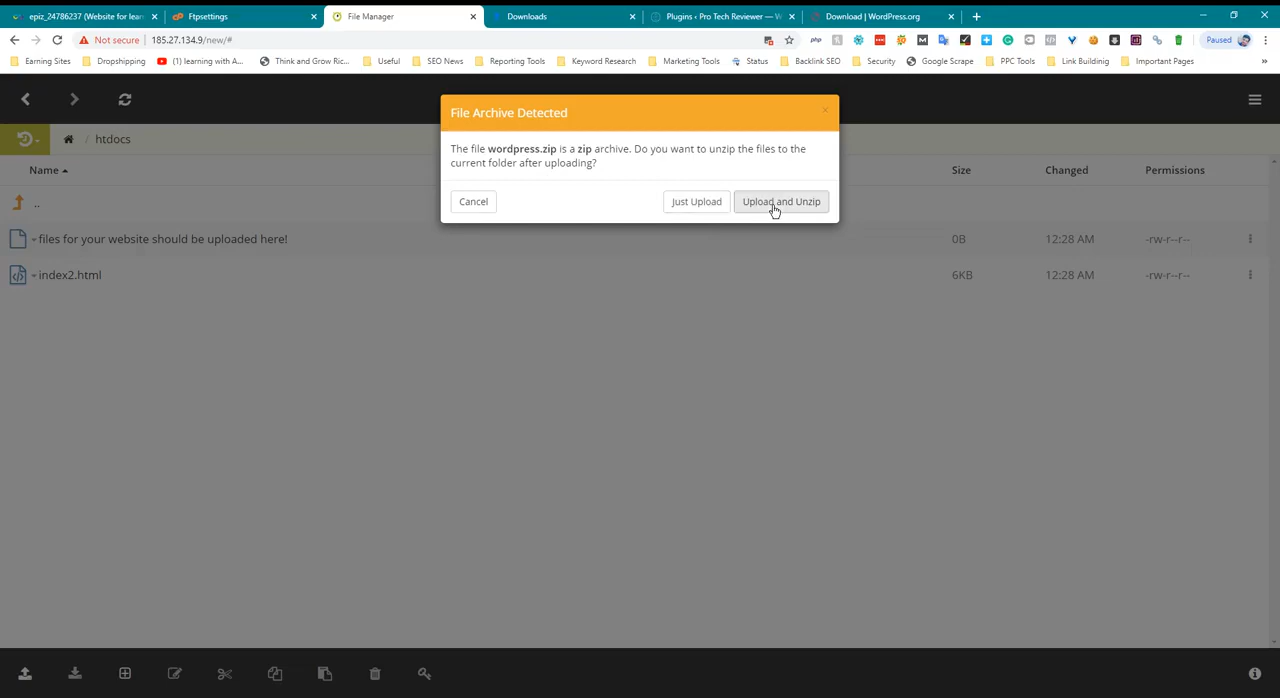 epiz_24786237 (Website for lear
Ftpsettings
File Manager
Downloads
Plugins ‹ Pro Tech Reviewer — W
Download | WordPress.org
Not secure
185.27.134.9/new/#
php
Paused
Earning Sites
Dropshipping
(1) learning with A...
Think and Grow Ric...
Useful
SEO News
Reporting Tools
Keyword Research
Marketing Tools
Status
Backlink SEO
Security
Google Scrape
PPC Tools
Link Buildinig
Important Pages
»
File Archive Detected
×
The file wordpress.zip is a zip archive. Do you want to unzip the files to the
current folder after uploading?
Cancel
Just Upload
Upload and Unzip
/ htdocs
Name
Size
Changed
Permissions
..
files for your website should be uploaded here!
0B
12:28 AM
-rw-r--r--
index2.html
6KB
12:28 AM
-rw-r--r--